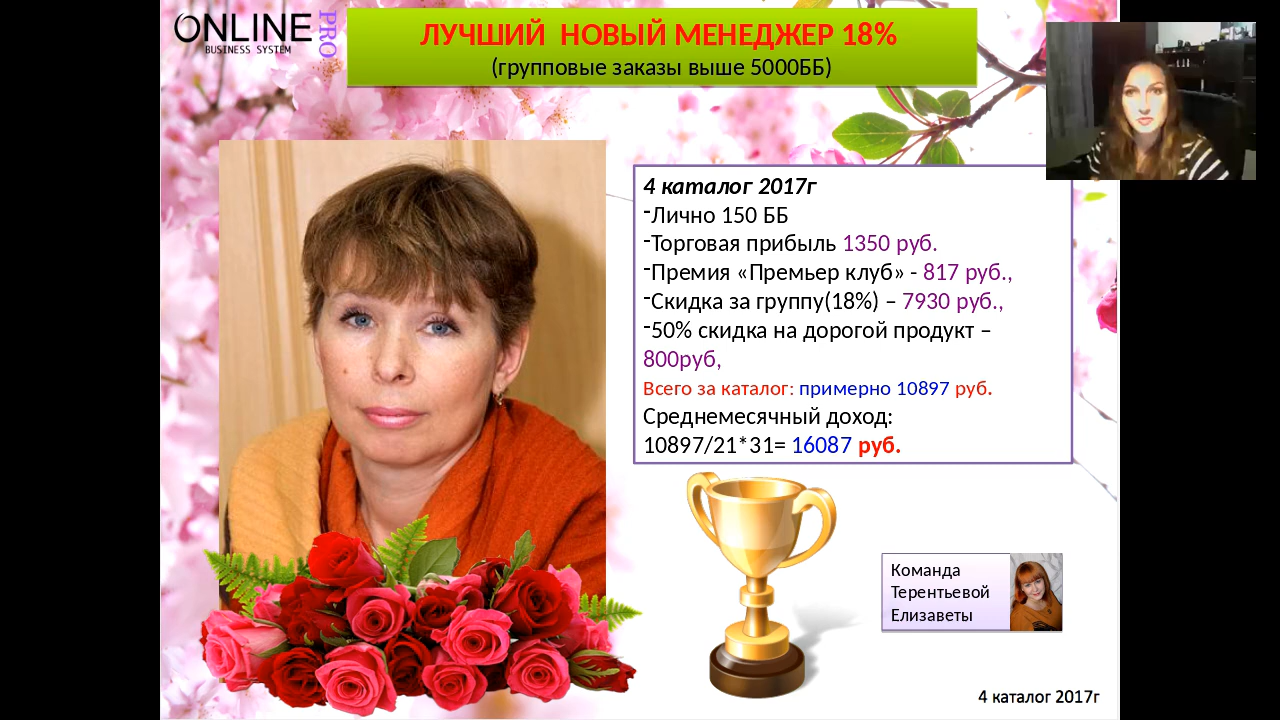 ONLINE PRO
BUSINESS SYSTEM
ЛУЧШИЙ НОВЫЙ МЕНЕДЖЕР 18%
(групповые заказы выше 5000ББ)
4 каталог 2017г
-Лично 150 ББ
-Торговая прибыль 1350 руб.
-Премия «Премьер клуб» - 817 руб.,
-Скидка за группу(18%) – 7930 руб.,
-50% скидка на дорогой продукт –
800руб,
Всего за каталог: примерно 10897 руб.
Среднемесячный доход:
10897/21*31= 16087 руб.
Команда
Терентьевой
Елизаветы
4 каталог 2017г